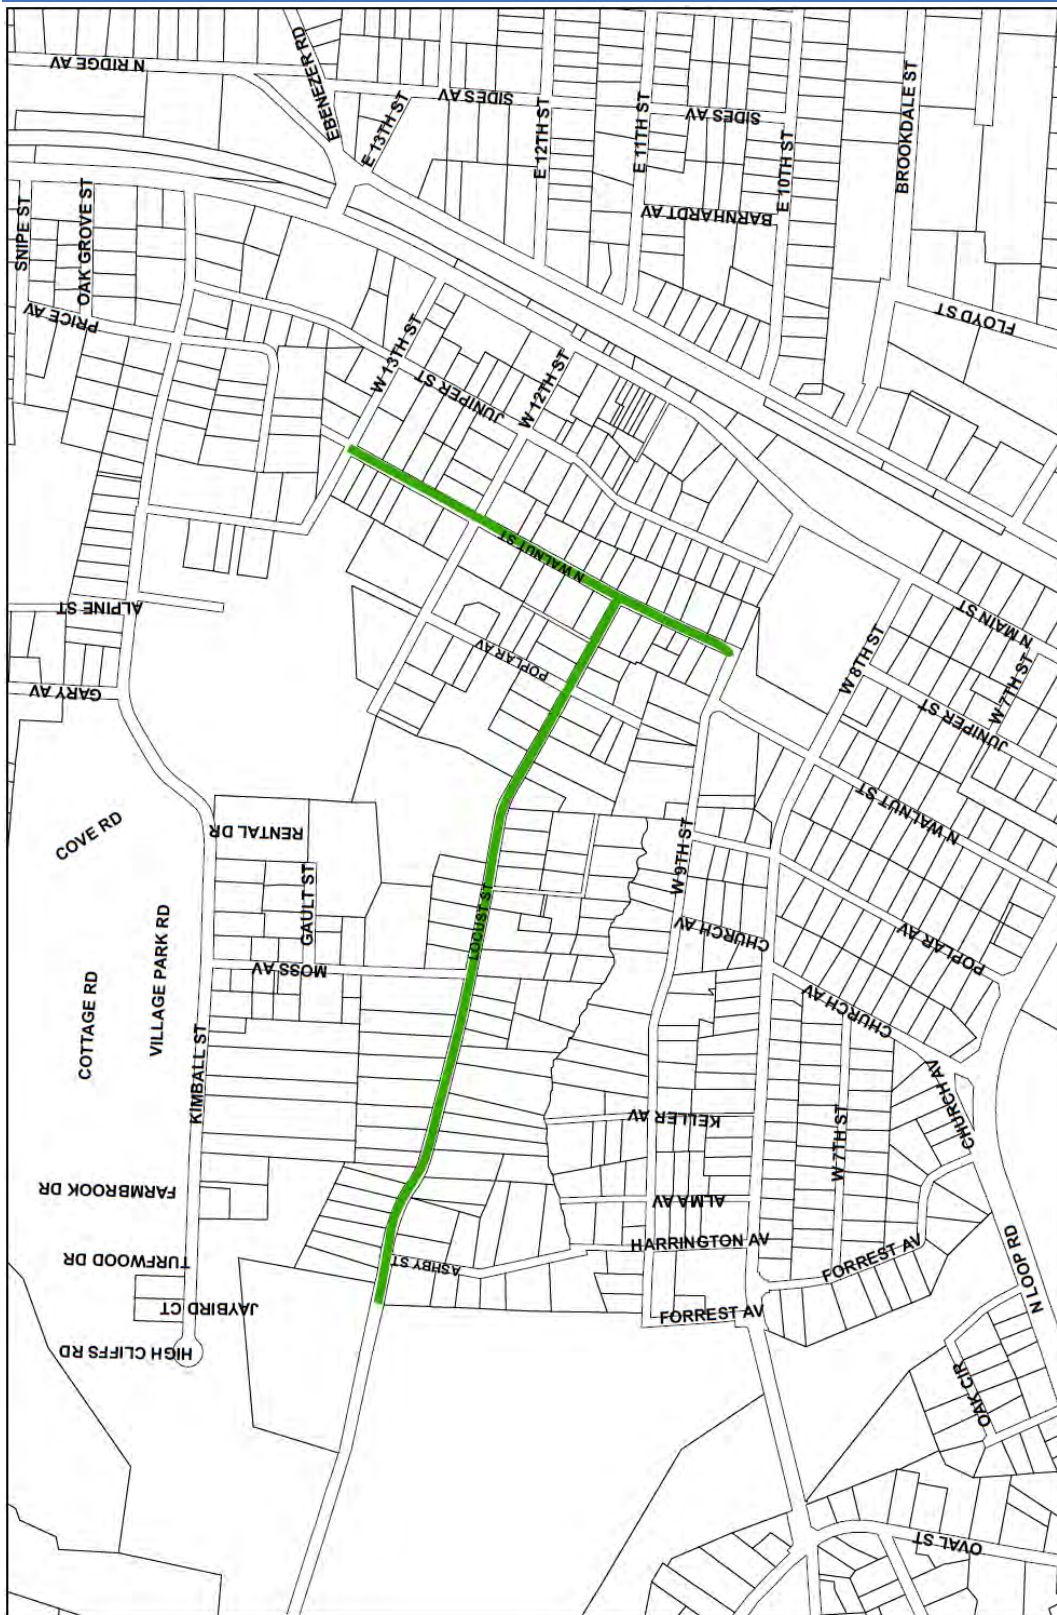 N RIDGE AV
EBENEZER RD
SIDES AV
E 13TH ST
E 12TH ST
E 11TH ST
SIDES AV
E 10TH ST
BROOKDALE ST
SNIPE ST
OAK GROVE ST
BARNHARDT AV
PRICE AV
FLOYD ST
W 13TH ST
JUNIPER ST
W 12TH ST
N WALNUT ST
ALPINE ST
N MAIN ST
GARY AV
POPLAR AV
W 8TH ST
W 7TH ST
JUNIPER ST
COVE RD
RENTAL DR
N WALNUT ST
W 9TH ST
GAULT ST
LOCUST ST
CHURCH AV
POPLAR AV
VILLAGE PARK RD
MOSS AV
COTTAGE RD
CHURCH AV
KIMBALL ST
CHURCH AV
KELLER AV
W 7TH ST
FARMBROOK DR
ALMA AV
TURFWOOD DR
HARRINGTON AV
ASHBY ST
FORREST AV
N LOOP RD
JAYBIRD CT
FORREST AV
HIGH CLIFFS RD
OAK CIR
OVAL ST